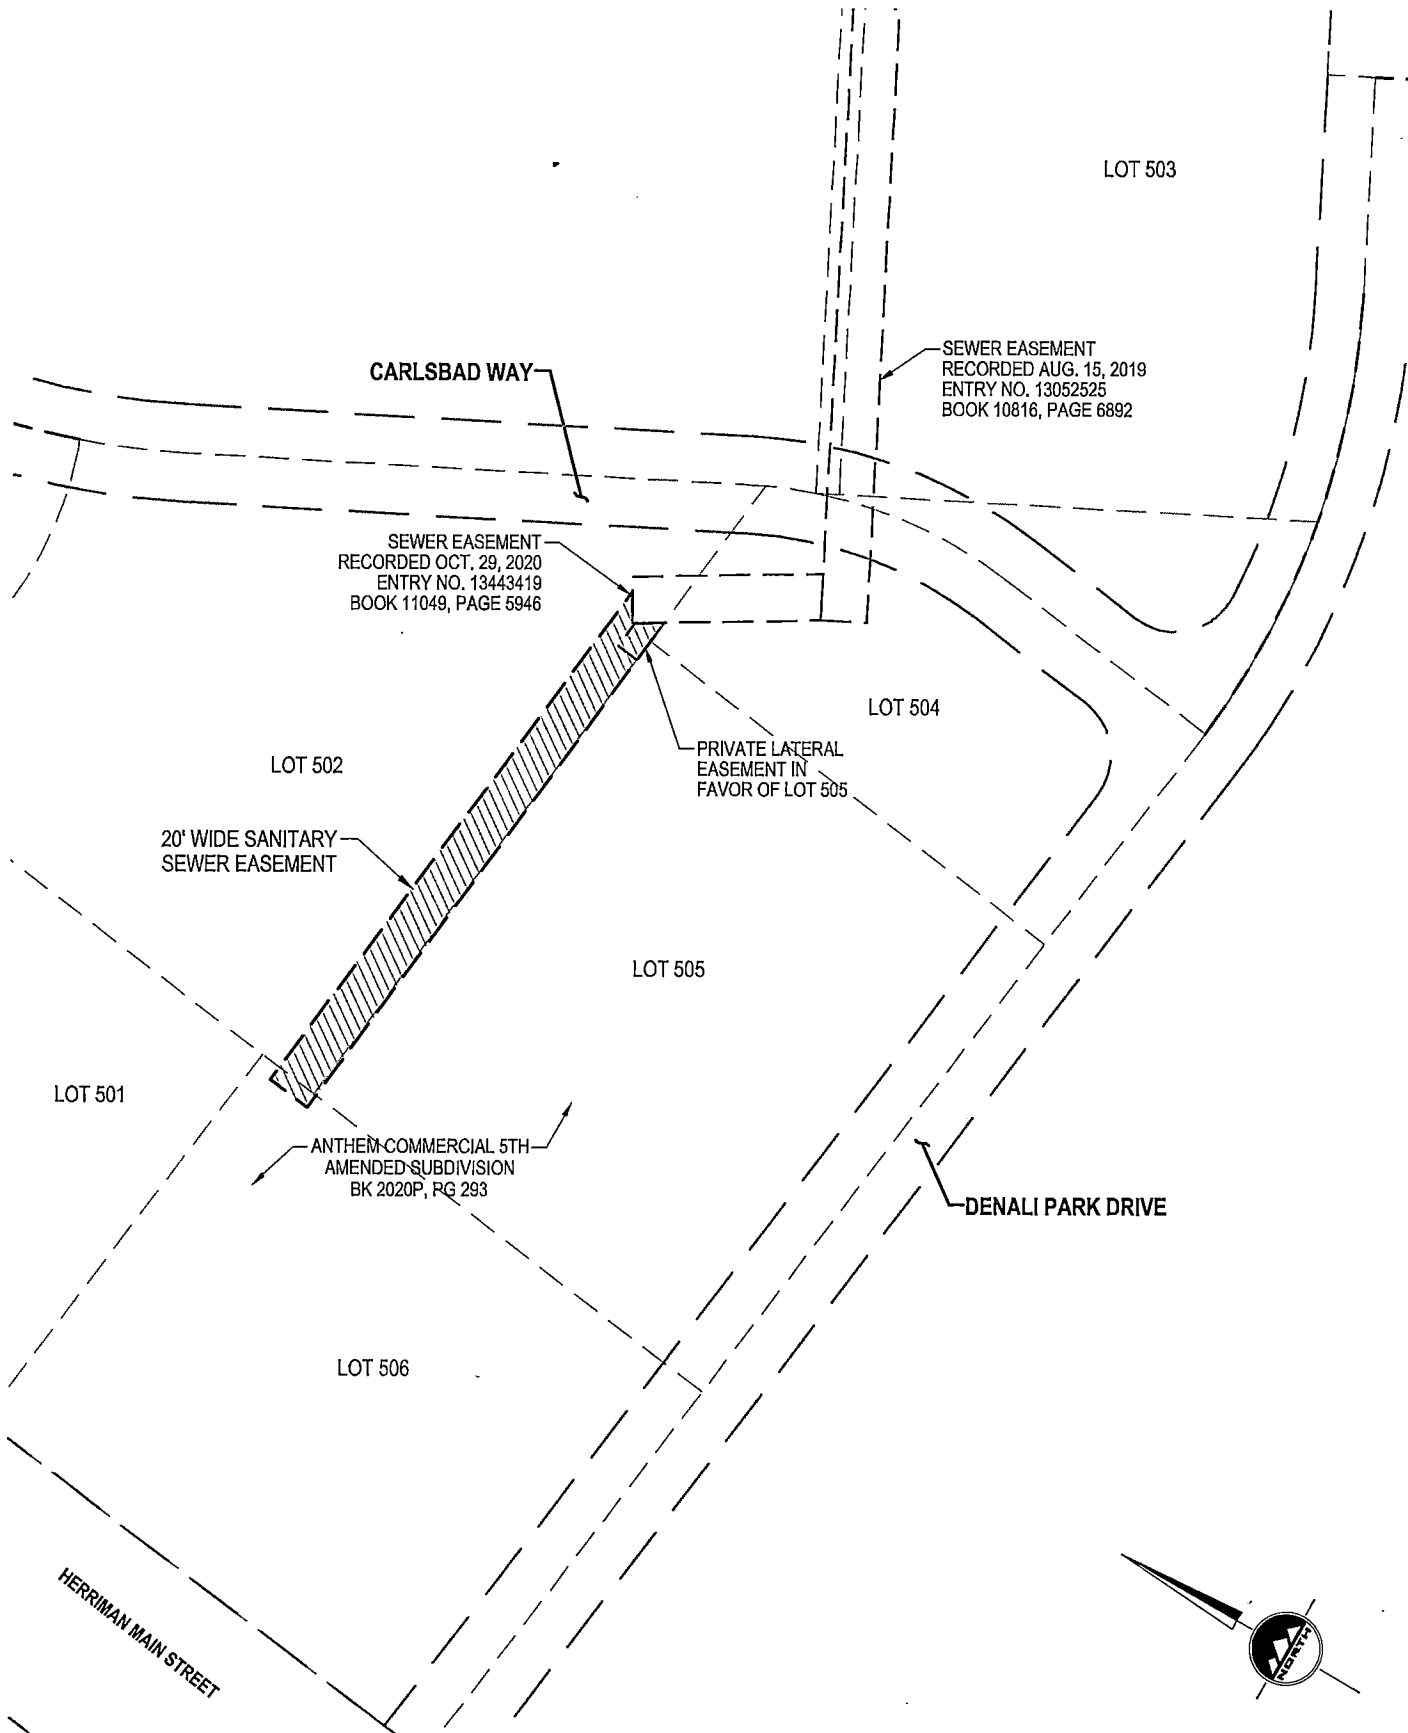 LOT 503
SEWER EASEMENT
RECORDED AUG. 15, 2019
ENTRY NO. 13052525
BOOK 10816, PAGE 6892
CARLSBAD WAY
SEWER EASEMENT
RECORDED OCT. 29, 2020
ENTRY NO. 13443419
BOOK 11049, PAGE 5946
LOT 504
PRIVATE LATERAL
EASEMENT IN
FAVOR OF LOT 505
LOT 502
20' WIDE SANITARY
SEWER EASEMENT
LOT 505
LOT 501
ANTHEM COMMERCIAL 5TH
AMENDED SUBDIVISION
BK 2020P, PG 293
DENALI PARK DRIVE
LOT 506
HERRIMAN MAIN STREET
NORTH